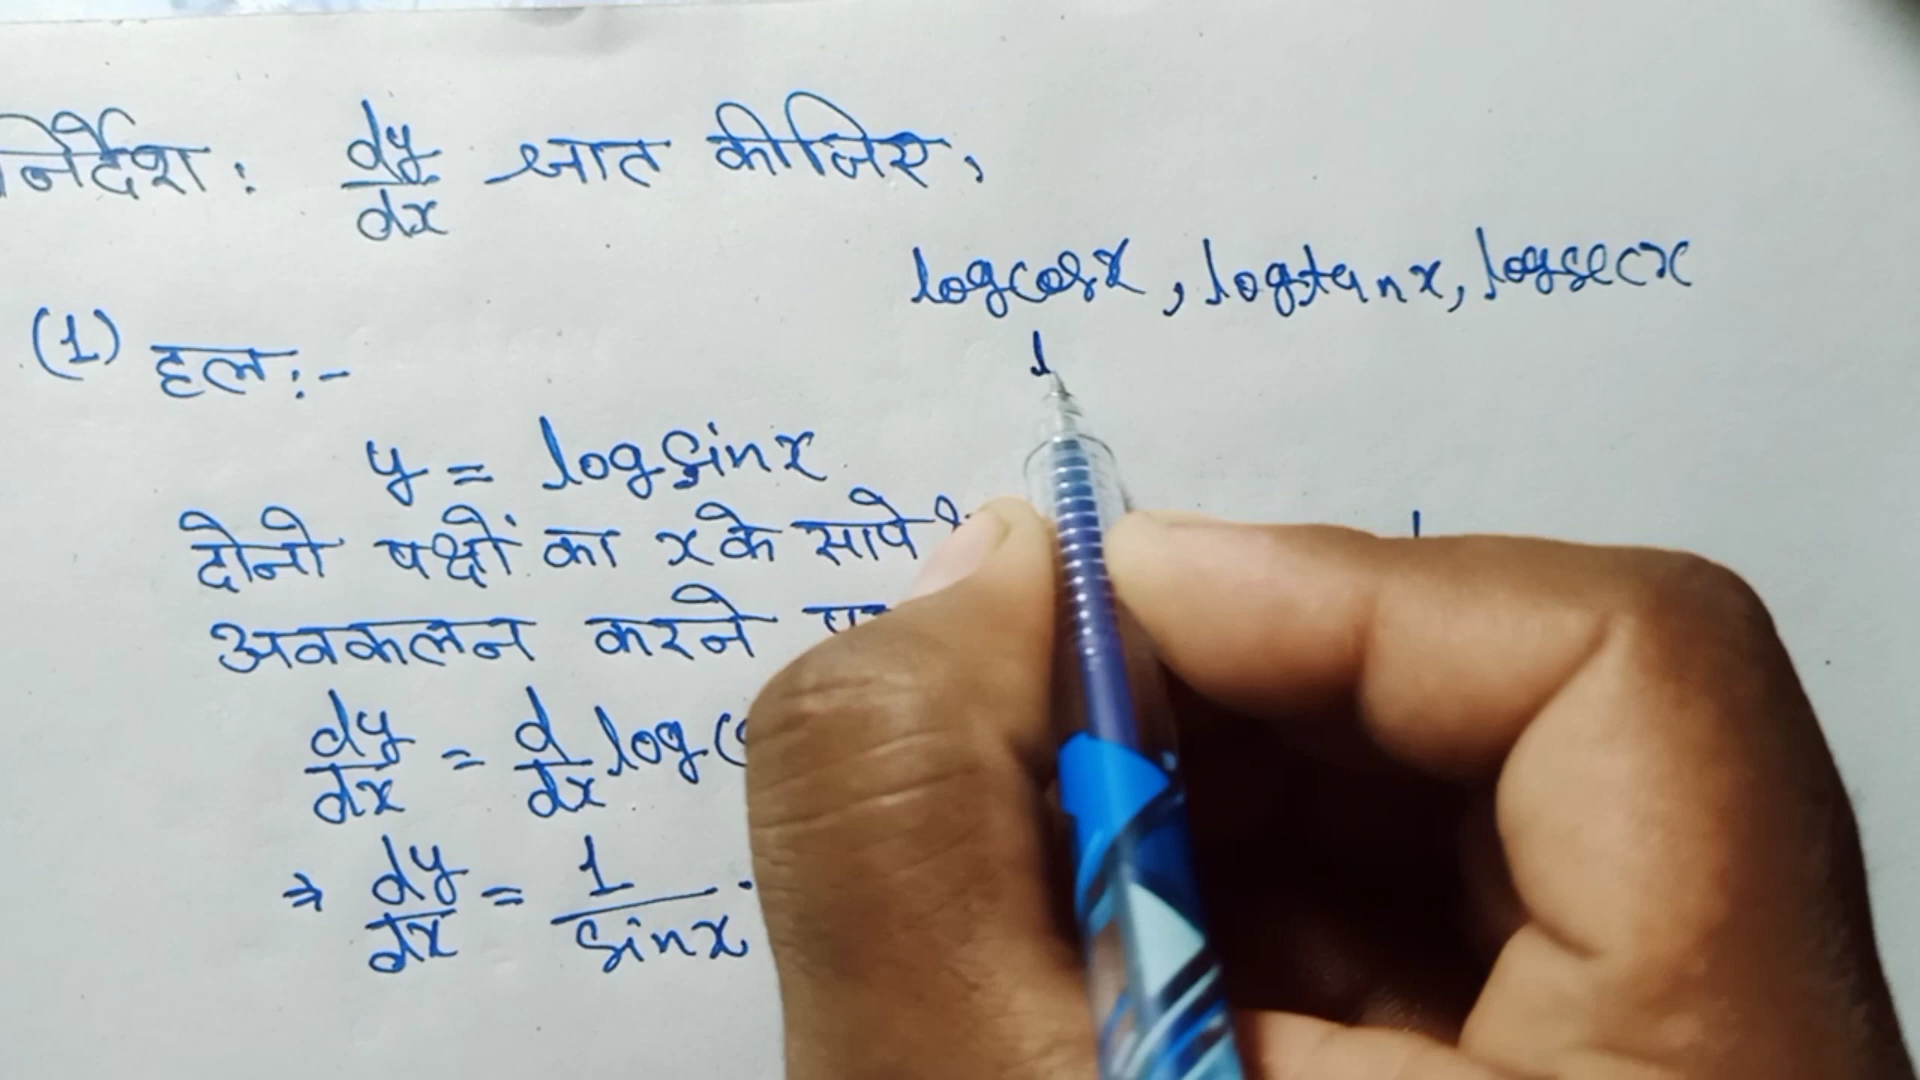 निर्देश: dy/dx ज्ञात कीजिए,
logcosx, logtanx, logsecx
(1) हल:-
y = logsinx
दोनो पक्षों का x के सापे
अवकलन करने
dy/dx = d/dx log(
⇒ dy/dx = 1/sinx ·